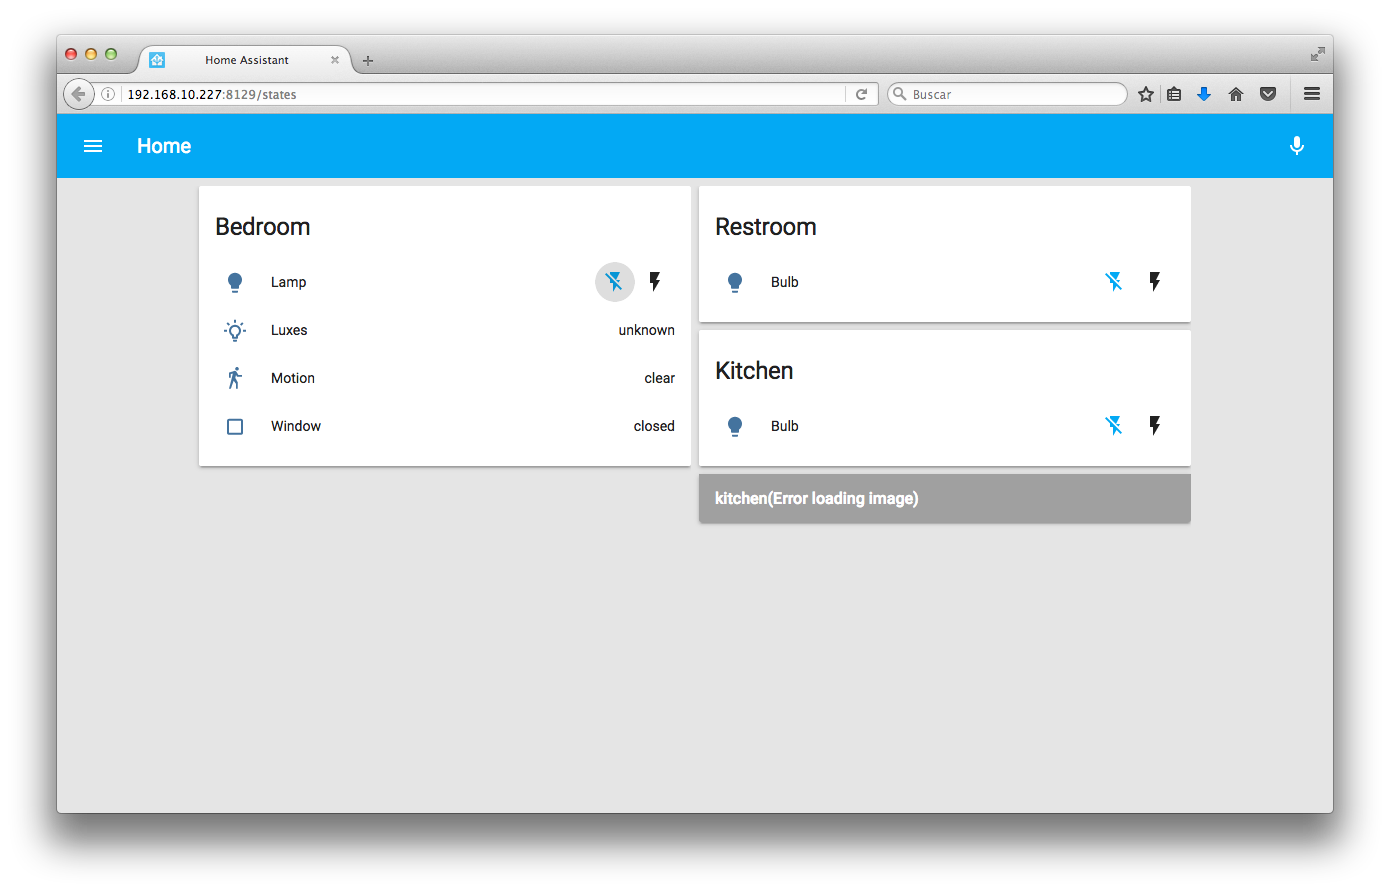 Home Assistant
192.168.10.227:8129/states
Buscar
Home
Bedroom
Lamp
Luxes unknown
Motion clear
Window closed
Restroom
Bulb
Kitchen
Bulb
kitchen(Error loading image)